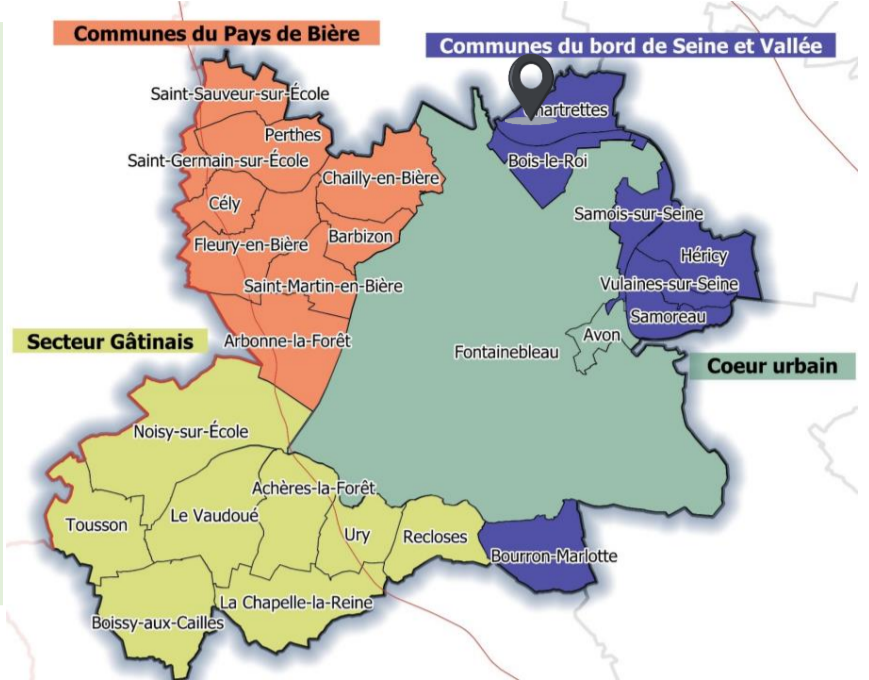 Communes du Pays de Bière
Communes du bord de Seine et Vallée
Saint-Sauveur-sur-École
hartrettes
Perthes
Saint-Germain-sur-École
Bois-le-Roi
Chailly-en-Bière
Cély
Samois-sur-Seine
Barbizon
Fleury-en-Bière
Héricy
Saint-Martin-en-Bière
Vulaines-sur-Seine
Samoreau
Secteur Gâtinais
Arbonne-la-Forêt
Avon
Fontainebleau
Coeur urbain
Noisy-sur-École
Achères-la-Forêt
Le Vaudoué
Tousson
Ury
Recloses
Bourron-Marlotte
La Chapelle-la-Reine
Boissy-aux-Cailles